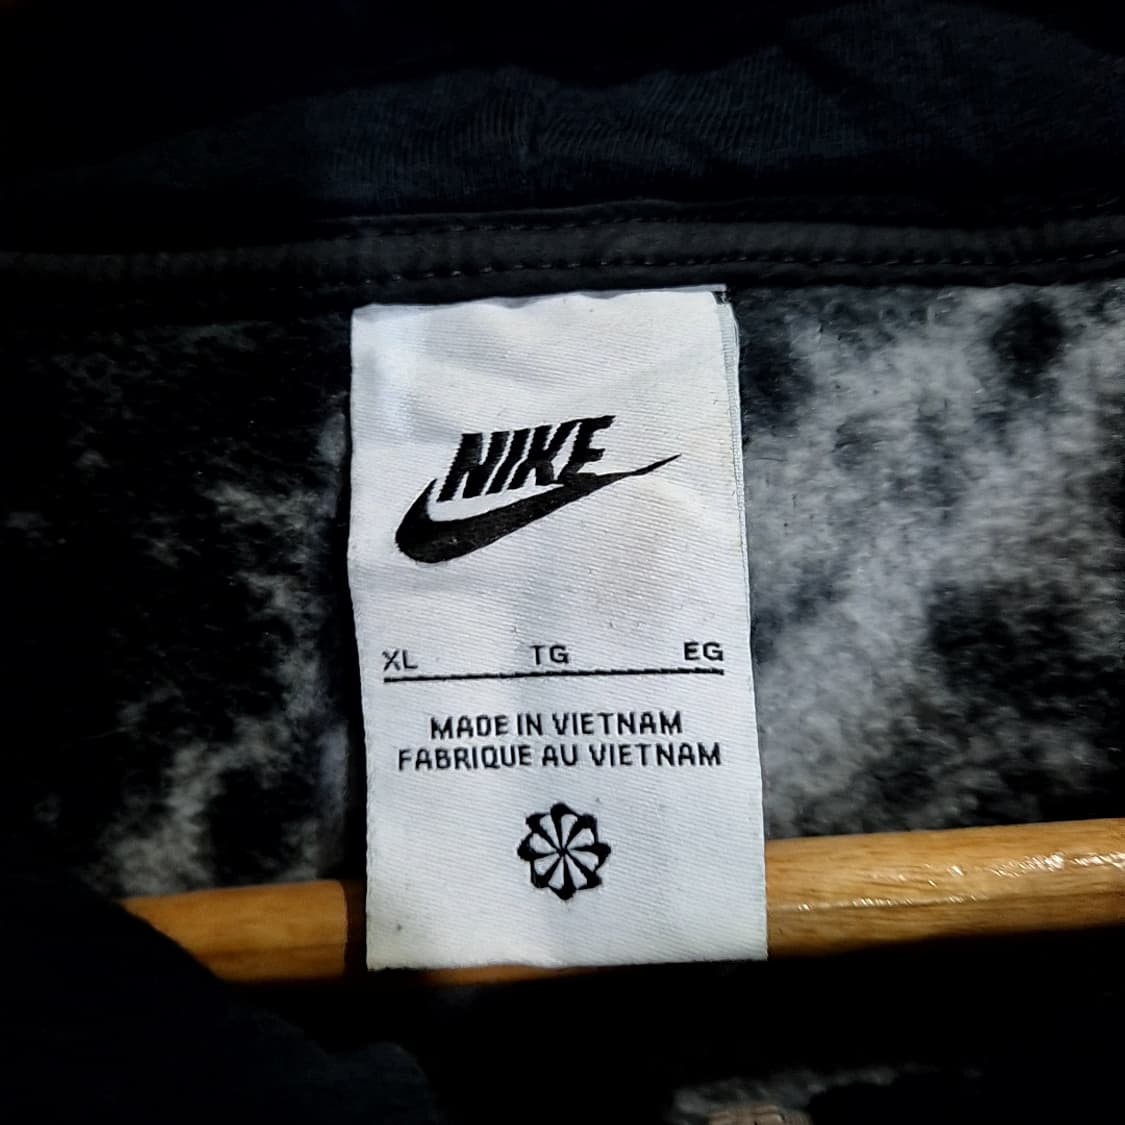 NIKE
XL TG EG
MADE IN VIETNAM
FABRIQUE AU VIETNAM